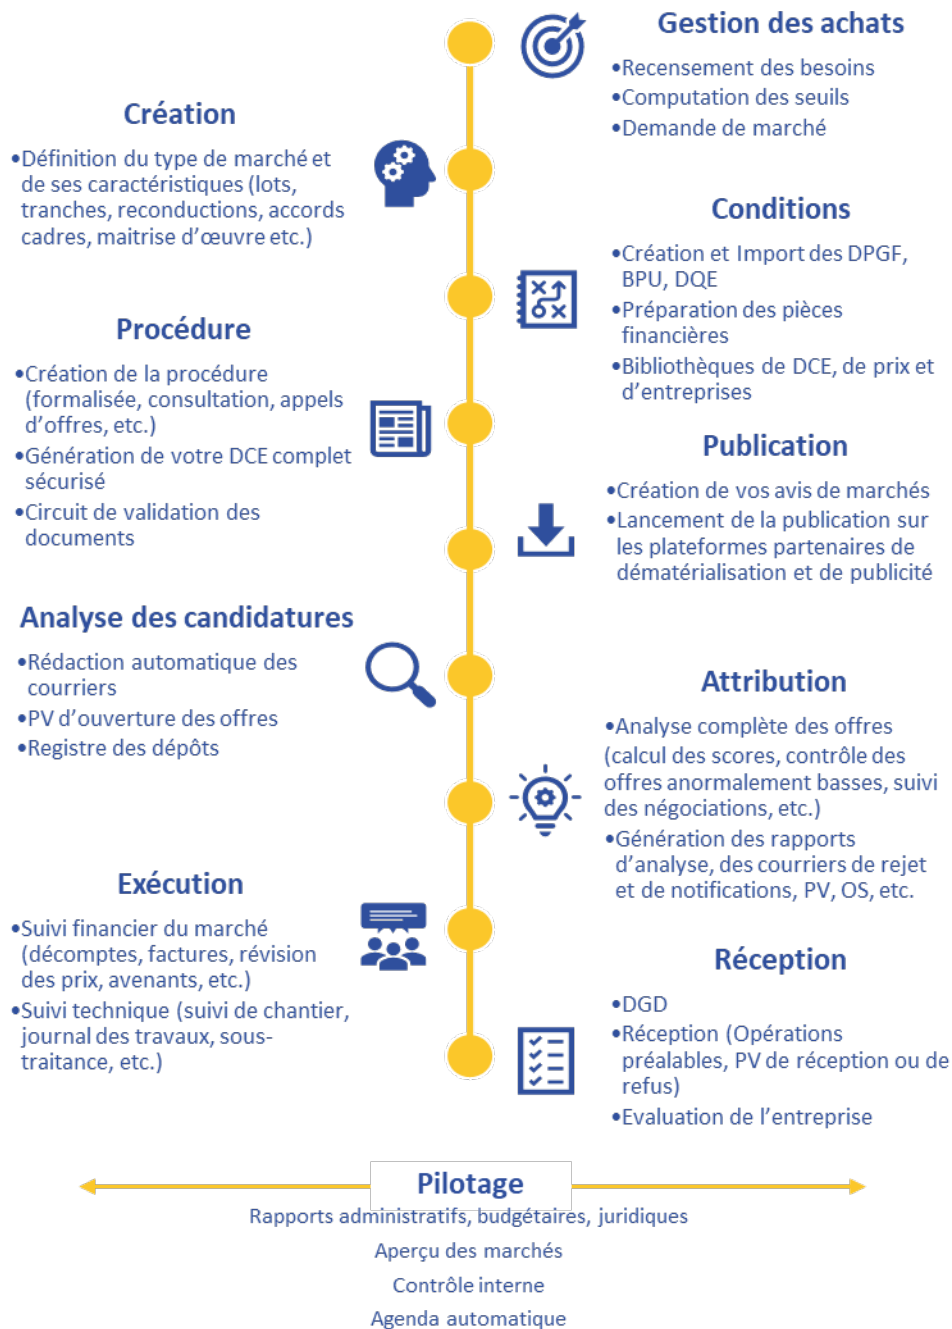 Gestion des achats
•Recensement des besoins
•Computation des seuils
•Demande de marché
Création
•Définition du type de marché et
de ses caractéristiques (lots,
tranches, reconductions, accords
cadres, maitrise d’œuvre etc.)
Conditions
•Création et Import des DPGF,
BPU, DQE
•Préparation des pièces
financières
•Bibliothèques de DCE, de prix et
d’entreprises
Procédure
•Création de la procédure
(formalisée, consultation, appels
d’offres, etc.)
•Génération de votre DCE complet
sécurisé
•Circuit de validation des
documents
Publication
•Création de vos avis de marchés
•Lancement de la publication sur
les plateformes partenaires de
dématérialisation et de publicité
Analyse des candidatures
•Rédaction automatique des
courriers
•PV d’ouverture des offres
•Registre des dépôts
Attribution
•Analyse complète des offres
(calcul des scores, contrôle des
offres anormalement basses, suivi
des négociations, etc.)
•Génération des rapports
d’analyse, des courriers de rejet
et de notifications, PV, OS, etc.
Exécution
•Suivi financier du marché
(décomptes, factures, révision
des prix, avenants, etc.)
•Suivi technique (suivi de chantier,
journal des travaux, sous-
traitance, etc.)
Réception
•DGD
•Réception (Opérations
préalables, PV de réception ou de
refus)
•Evaluation de l’entreprise
Pilotage
Rapports administratifs, budgétaires, juridiques
Aperçu des marchés
Contrôle interne
Agenda automatique